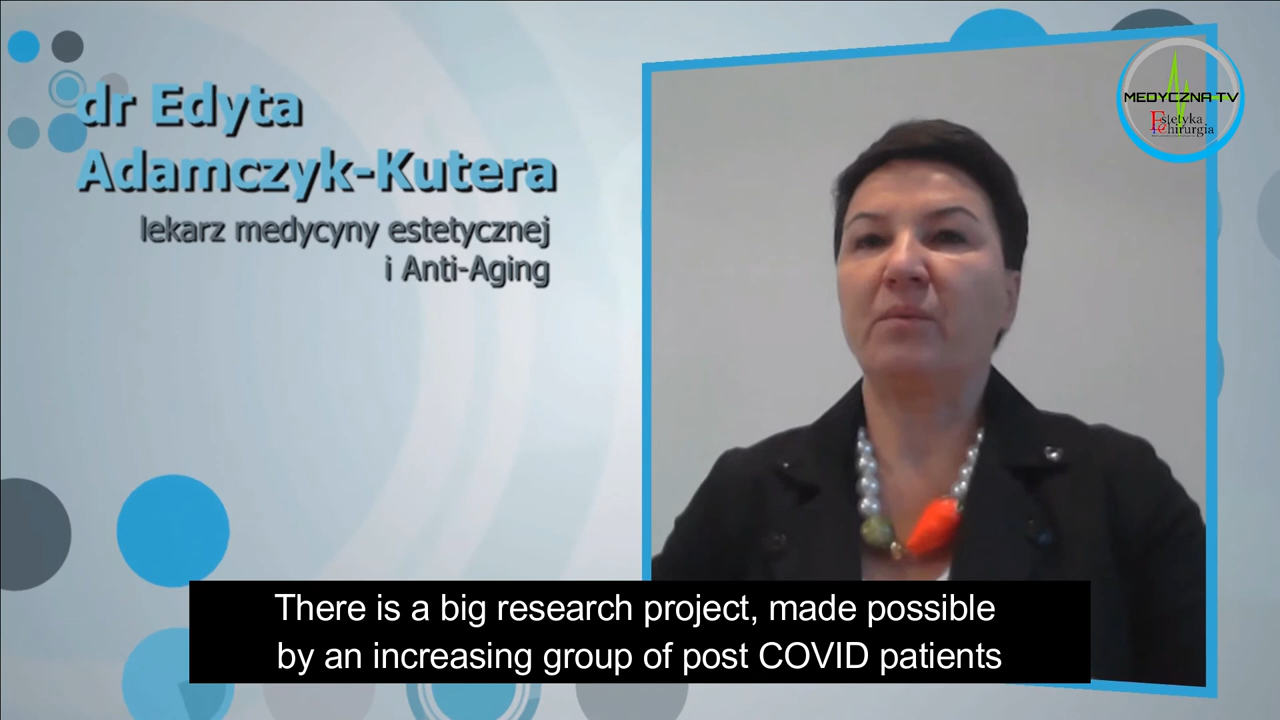 dr Edyta
Adamczyk-Kutera
lekarz medycyny estetycznej
i Anti-Aging
MEDYCZNA TV
Estetyka
Chirurgia
There is a big research project, made possible
by an increasing group of post COVID patients